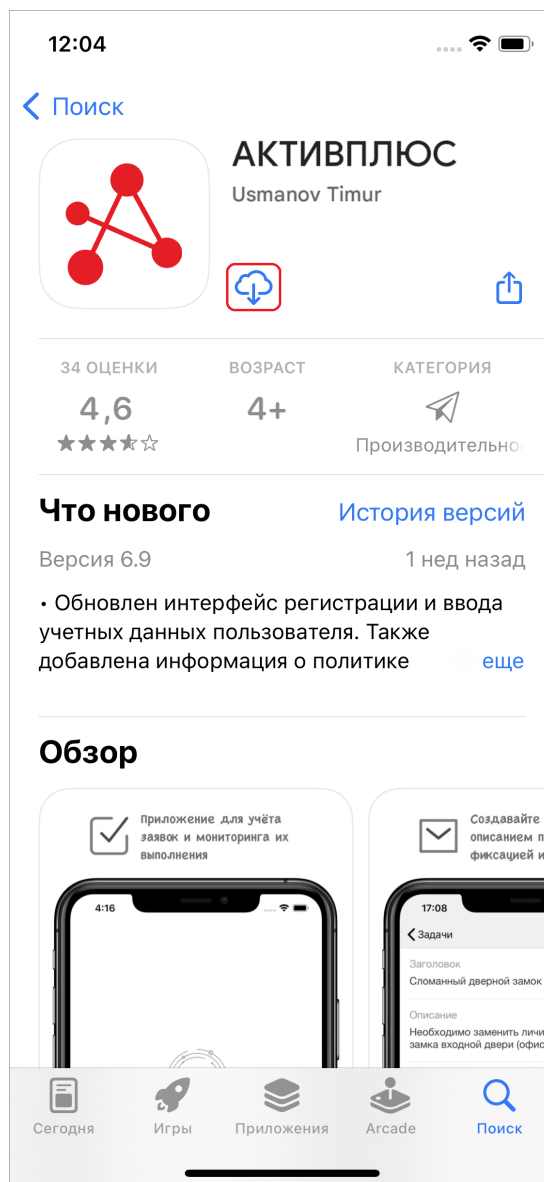 12:04
Поиск
АКТИВПЛЮС
Usmanov Timur
34 ОЦЕНКИ
ВОЗРАСТ
КАТЕГОРИЯ
4,6
4+
Производительно
Что нового
История версий
Версия 6.9
1 нед назад
• Обновлен интерфейс регистрации и ввода
учетных данных пользователя. Также
добавлена информация о политике
еще
Обзор
Приложение для учёта
заявок и мониторинга их
выполнения
4:16
Создавайте
описанием п
фиксацией и
17:08
Задачи
Заголовок
Сломанный дверной замок
Описание
Необходимо заменить личи
замка входной двери (офис
Сегодня
Игры
Приложения
Arcade
Поиск